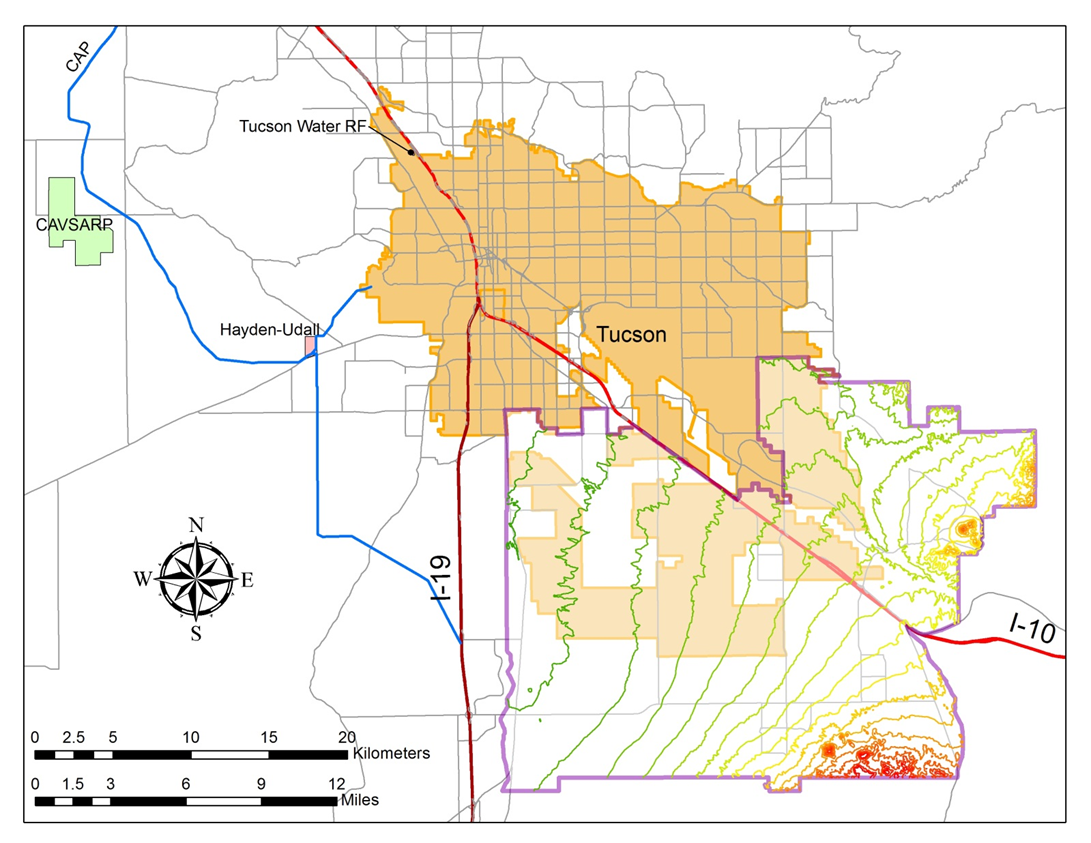 CAP
Tucson Water RF
CAVSARP
Hayden-Udall
Tucson
N
W E
S
I-19
I-10
0 2.5 5 10 15 20
Kilometers
0 1.5 3 6 9 12
Miles